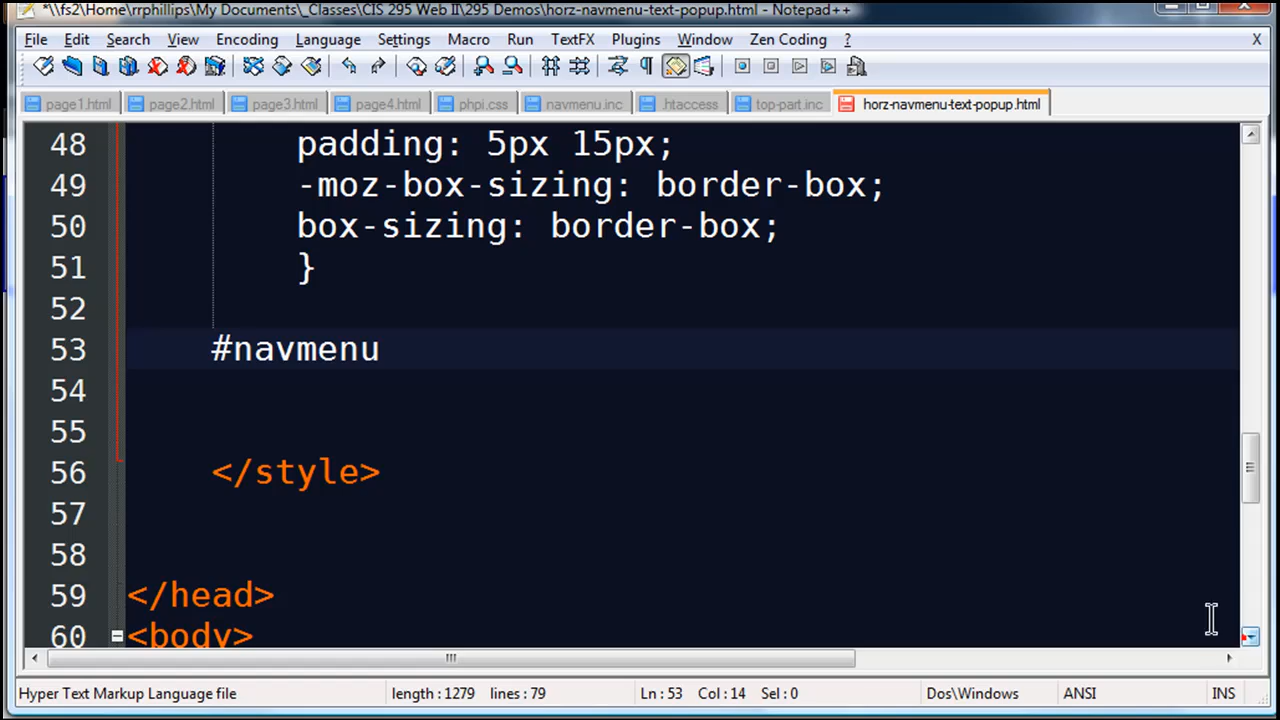 *\\fs2\Home\rrphillips\My Documents\_Classes\CIS 295 Web II\295 Demos\horz-navmenu-text-popup.html - Notepad++
File Edit Search View Encoding Language Settings Macro Run TextFX Plugins Window Zen Coding ? X
page1.html page2.html page3.html page4.html phpi.css navmenu.inc .htaccess top-part.inc horz-navmenu-text-popup.html
48 padding: 5px 15px;
49 -moz-box-sizing: border-box;
50 box-sizing: border-box;
51 }
52
53 #navmenu
54
55
56 </style>
57
58
59 </head>
60 <body>
Hyper Text Markup Language file length : 1279 lines : 79 Ln : 53 Col : 14 Sel : 0 Dos\Windows ANSI INS